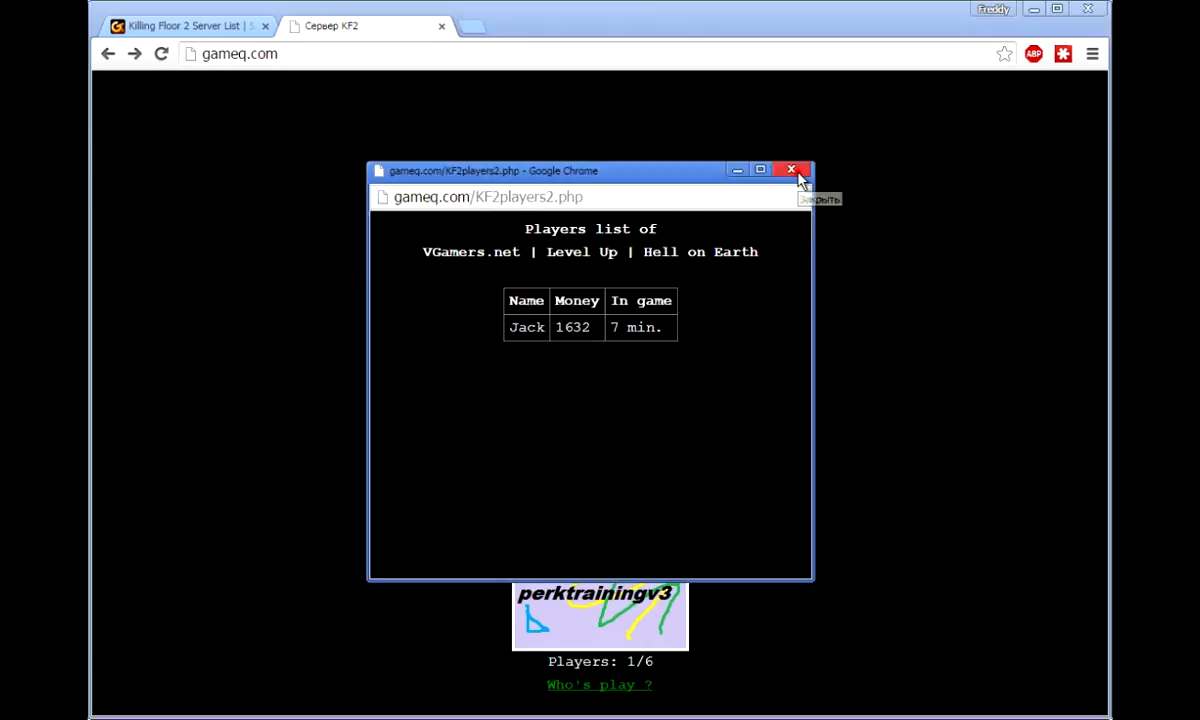 Freddy
Killing Floor 2 Server List | S
Сервер KF2
gameq.com
ABP
gameq.com/KF2players2.php - Google Chrome
gameq.com/KF2players2.php
Закрыть
Players list of
VGamers.net | Level Up | Hell on Earth
Name Money In game
Jack 1632 7 min.
perktrainingv3
Players: 1/6
Who's play ?